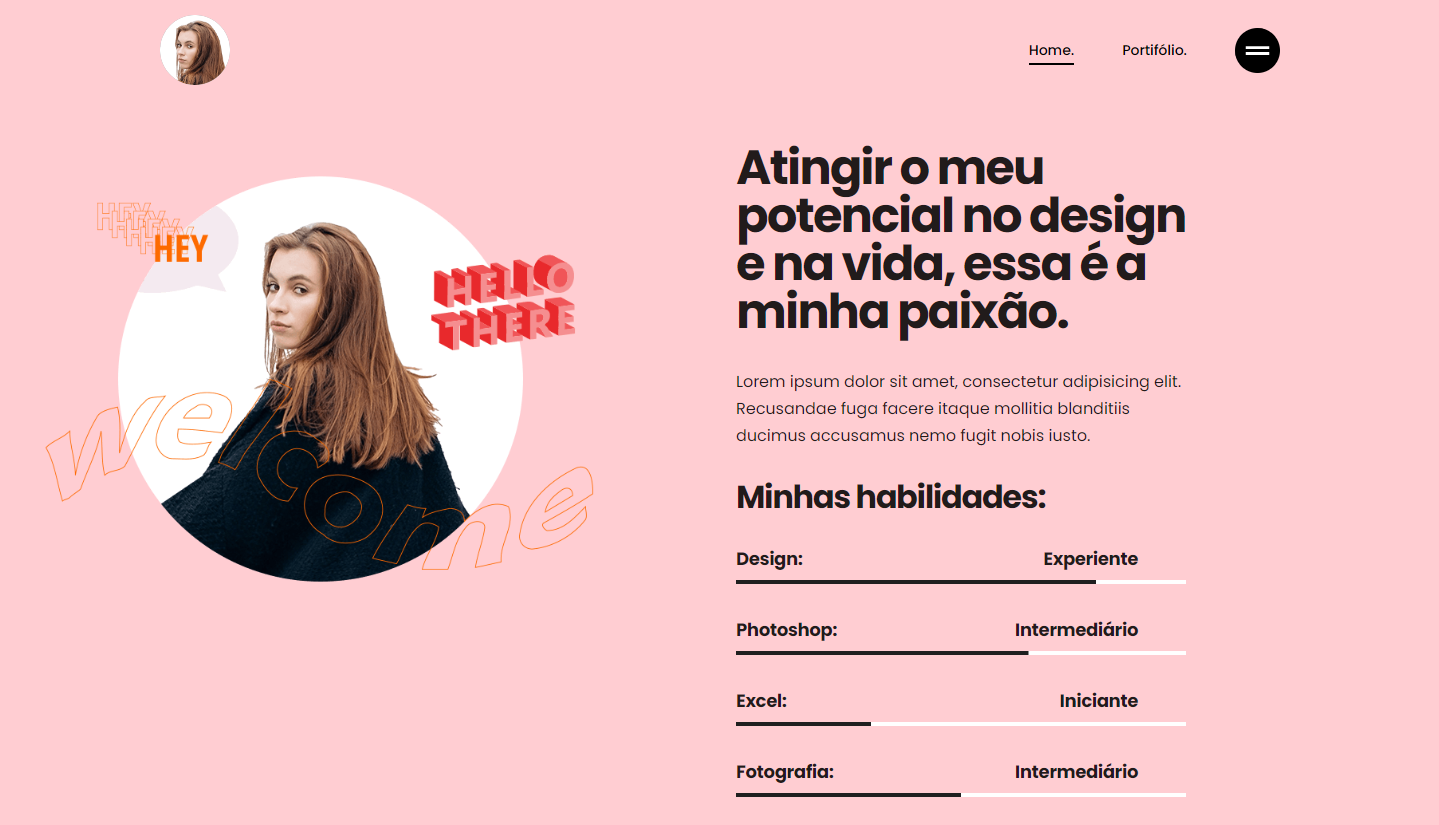 Home. Portifólio.
HEY
HEY
HEY
HEY
HEY
HELLO
THERE
welcome
Atingir o meu
potencial no design
e na vida, essa é a
minha paixão.
Lorem ipsum dolor sit amet, consectetur adipisicing elit.
Recusandae fuga facere itaque mollitia blanditiis
ducimus accusamus nemo fugit nobis iusto.
Minhas habilidades:
Design: Experiente
Photoshop: Intermediário
Excel: Iniciante
Fotografia: Intermediário